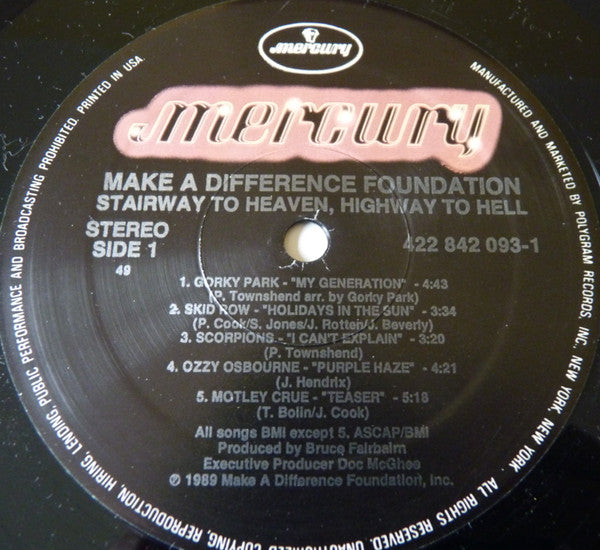 mercury
mercury
MAKE A DIFFERENCE FOUNDATION
STAIRWAY TO HEAVEN, HIGHWAY TO HELL
STEREO
SIDE 1
422 842 093-1
49
1. GORKY PARK - "MY GENERATION" - 4:43
(P. Townshend arr. by Gorky Park)
2. SKID ROW - "HOLIDAYS IN THE SUN" - 3:34
(P. Cook/S. Jones/J. Rotten/J. Beverly)
3. SCORPIONS - "I CAN'T EXPLAIN" - 3:20
(P. Townsend)
4. OZZY OSBOURNE - "PURPLE HAZE" - 4:21
(J. Hendrix)
5. MOTLEY CRUE - "TEASER" - 5:18
(T. Bolin/J. Cook)
All songs BMI except 5, ASCAP/BMI
Produced by Bruce Fairbairn
Executive Producer Doc McGhee
℗ © 1989 Make A Difference Foundation, Inc.
MANUFACTURED AND MARKETED BY POLYGRAM RECORDS, INC. NEW YORK, NEW YORK. ALL RIGHTS RESERVED. UNAUTHORIZED COPYING, REPRODUCTION, HIRING, LENDING, PUBLIC PERFORMANCE AND BROADCASTING PROHIBITED. PRINTED IN USA.